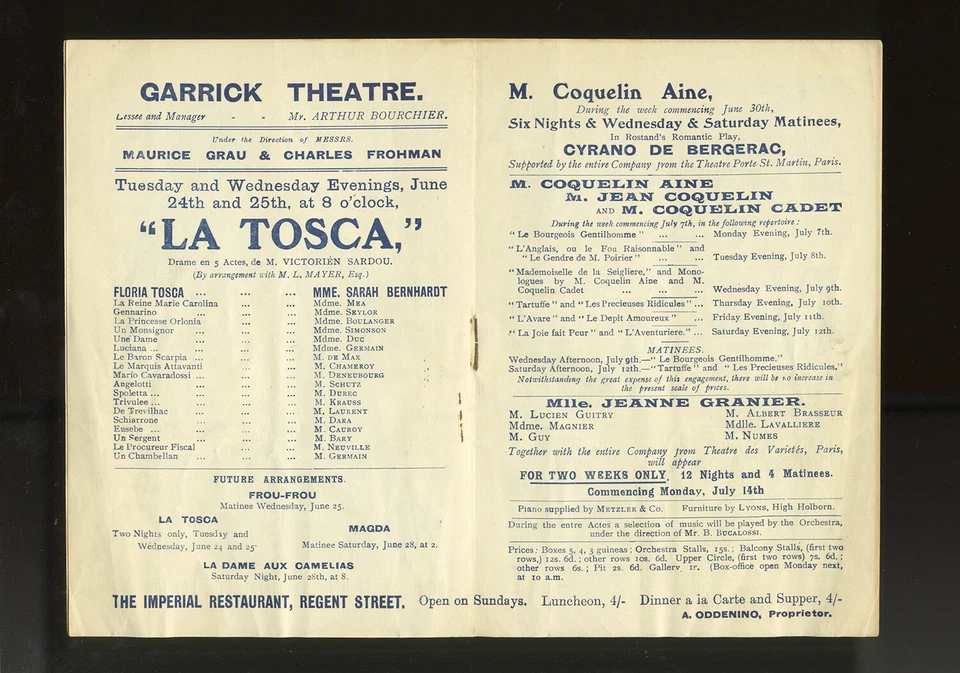 GARRICK THEATRE.
Lessee and Manager - - Mr. ARTHUR BOURCHIER.
Under the Direction of MESSRS.
MAURICE GRAU & CHARLES FROHMAN
Tuesday and Wednesday Evenings, June
24th and 25th, at 8 o'clock,
"LA TOSCA,"
Drame en 5 Actes, de M. VICTORIÉN SARDOU.
(By arrangement with M. L. MAYER, Esq.)
FLORIA TOSCA ... ... ... MME. SARAH BERNHARDT
La Reine Marie Carolina ... ... Mdme. MEA
Gennarino ... ... ... Mdme. SEYLOR
La Princesse Orlonia ... ... Mdme. BOULANGER
Un Monsignor ... ... ... Mdme. SIMONSON
Une Dame ... ... ... Mdme. DUC
Luciana ... ... ... ... Mdme. GERMAIN
Le Baron Scarpia ... ... ... M. DE MAX
Le Marquis Attavanti ... ... M. CHAMEROY
Mario Cavaradossi ... ... ... M. DENEUBOURG
Angelotti ... ... ... M. SCHUTZ
Spoletta ... ... ... ... M. DUREC
Trivulee ... ... ... ... M. KRAUSS
De Trevilhac ... ... ... M. LAURENT
Schiarrone ... ... ... M. DARA
Eusebe ... ... ... ... M. CAUROY
Un Sergent ... ... ... M. BARY
Le Procureur Fiscal ... ... M. NEUVILLE
Un Chambellan ... ... ... M. GERMAIN
FUTURE ARRANGEMENTS.
FROU-FROU
Matinee Wednesday, June 25.
LA TOSCA
Two Nights only, Tuesday and
Wednesday, June 24 and 25
MAGDA
Matinee Saturday, June 28, at 2.
LA DAME AUX CAMELIAS
Saturday Night, June 28th, at 8.
M. Coquelin Aine,
During the week commencing June 30th,
Six Nights & Wednesday & Saturday Matinees,
In Rostand's Romantic Play,
CYRANO DE BERGERAC,
Supported by the entire Company from the Theatre Porte St. Martin, Paris.
M. COQUELIN AINE
M. JEAN COQUELIN
AND M. COQUELIN CADET
During the week commencing July 7th, in the following repertoire:
"Le Bourgeois Gentilhomme" ... ... Monday Evening, July 7th.
"L'Anglais, ou le Fou Raisonnable" and
"Le Gendre de M. Poirier" ... ... Tuesday Evening, July 8th.
"Mademoiselle de la Seigliere," and Mono-
logues by M. Coquelin Aine and M.
Coquelin Cadet ... ... ... Wednesday Evening, July 9th.
"Tartuffe" and "Les Precieuses Ridicules" ... Thursday Evening, July 10th.
"L'Avare" and "Le Depit Amoureux" ... Friday Evening, July 11th.
"La Joie fait Peur" and "L'Aventuriere." ... Saturday Evening, July 12th.
MATINEES.
Wednesday Afternoon, July 9th.—"Le Bourgeois Gentilhomme."
Saturday Afternoon, July 12th.—"Tartuffe" and "Les Precieuses Ridicules,"
Notwithstanding the great expense of this engagement, there will be no increase in
the present scale of prices.
Mlle. JEANNE GRANIER.
M. LUCIEN GUITRY M. ALBERT BRASSEUR
Mdme. MAGNIER Mdlle. LAVALLIERE
M. GUY M. NUMES
Together with the entire Company from Theatre des Varietés, Paris,
will appear
FOR TWO WEEKS ONLY, 12 Nights and 4 Matinees.
Commencing Monday, July 14th
Piano supplied by METZLER & Co. Furniture by LYONS, High Holborn.
During the entre Actes a selection of music will be played by the Orchestra,
under the direction of Mr. B. BUCALOSSI.
Prices: Boxes 5, 4, 3 guineas; Orchestra Stalls, 15s.; Balcony Stalls, (first two
rows,) 12s. 6d.; other rows 10s. 6d. Upper Circle, (first two rows) 7s. 6d.;
other rows 6s.; Pit 2s. 6d. Gallery, 1r. (Box-office open Monday next,
at 10 a.m.
THE IMPERIAL RESTAURANT, REGENT STREET. Open on Sundays. Luncheon, 4/- Dinner a la Carte and Supper, 4/-
A. ODDENINO, Proprietor.